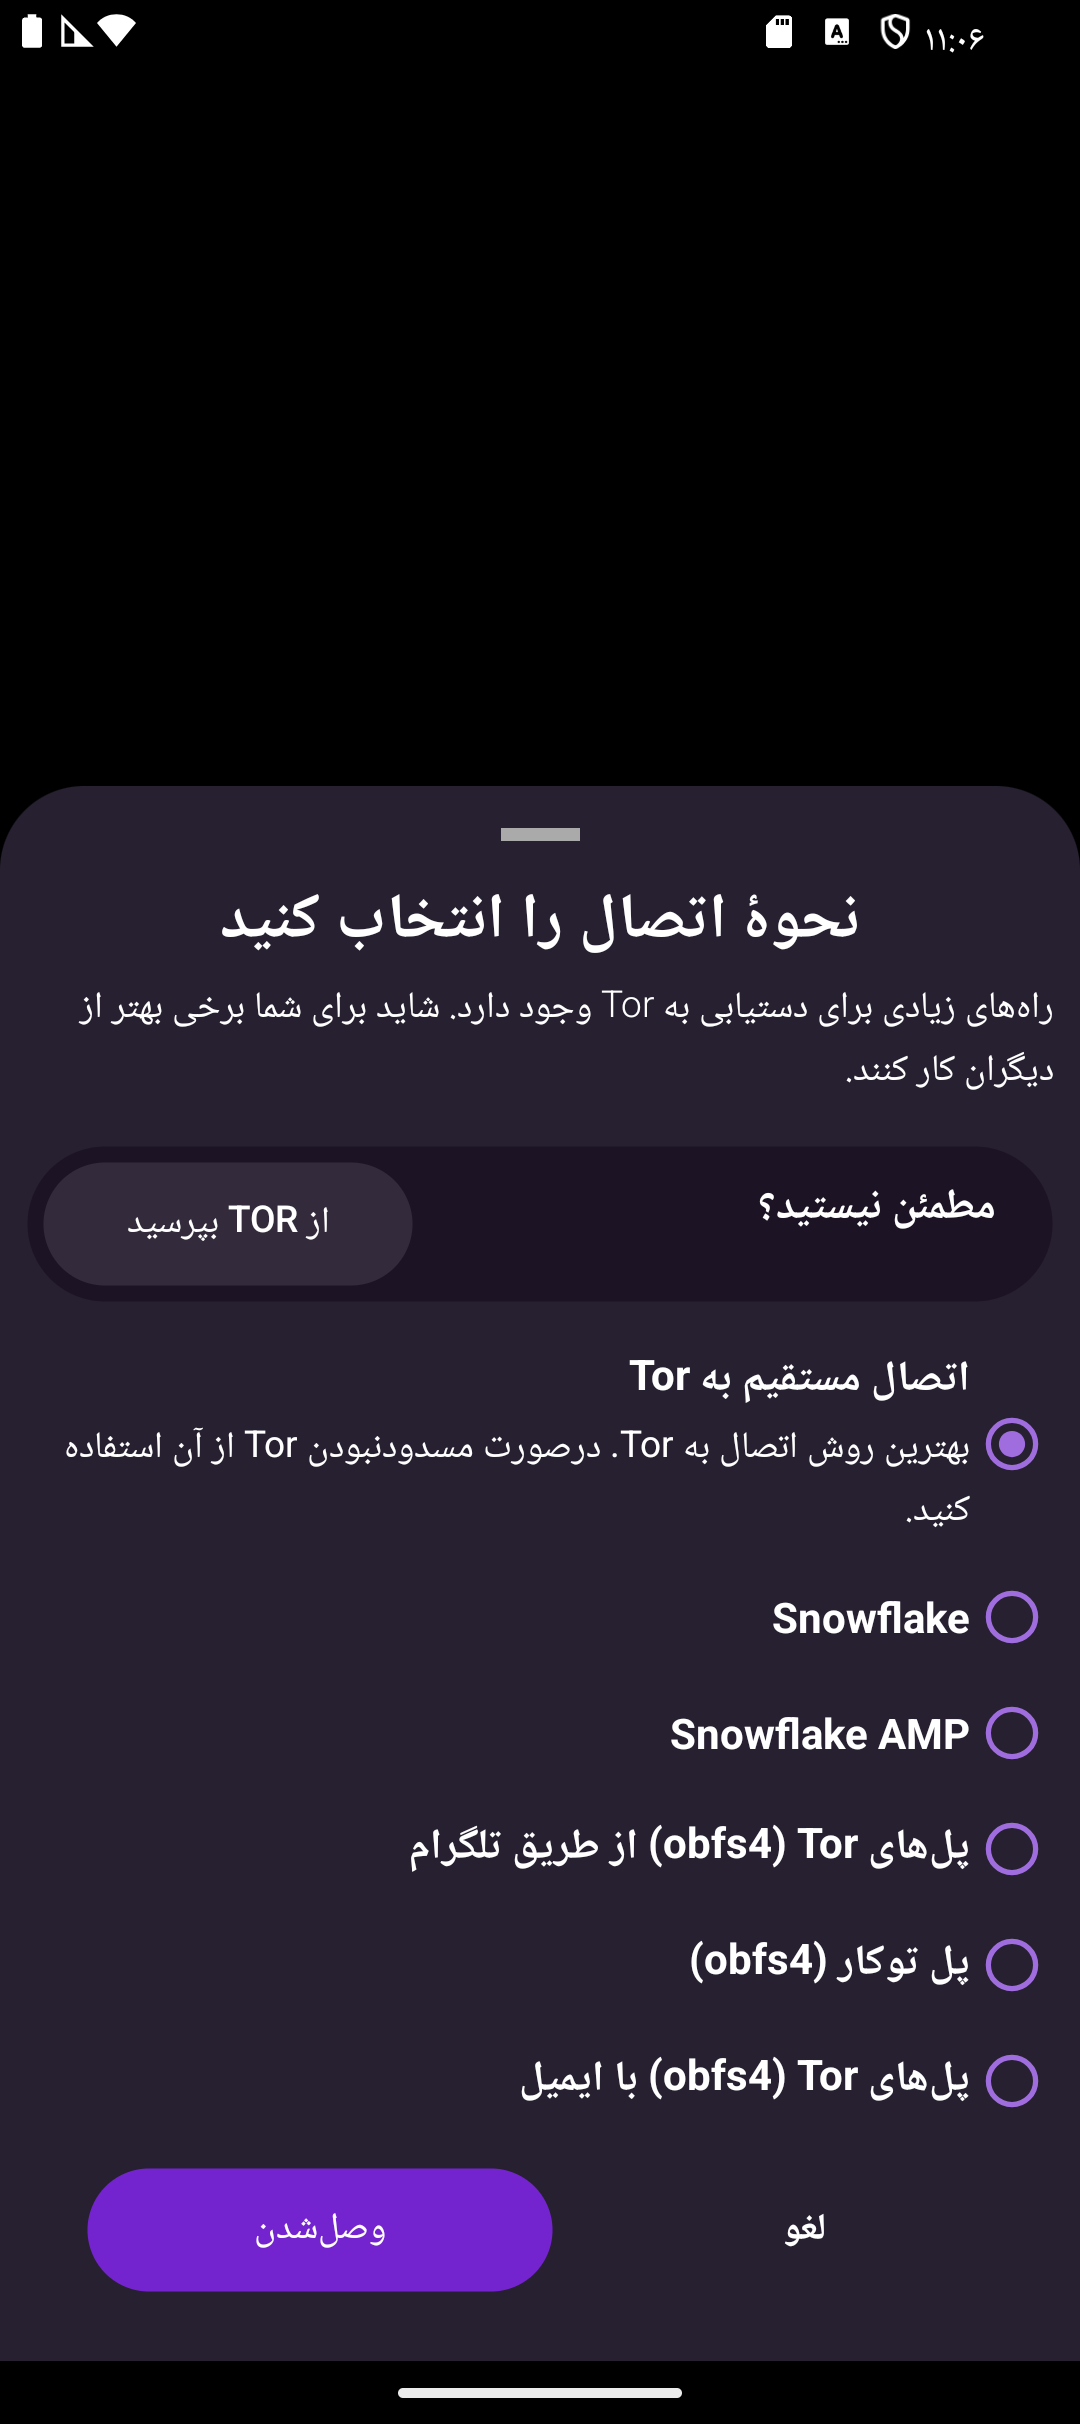 ۱۱:۰۶
نحوهٔ اتصال را انتخاب کنید
راه‌های زیادی برای دستیابی به Tor وجود دارد. شاید برای شما برخی بهتر از
دیگران کار کنند.
مطمئن نیستید؟
از TOR بپرسید
اتصال مستقیم به Tor
بهترین روش اتصال به Tor. درصورت مسدودنبودن Tor از آن استفاده
کنید.
Snowflake
Snowflake AMP
پل‌های Tor (obfs4) از طریق تلگرام
پل توکار (obfs4)
پل‌های Tor (obfs4) با ایمیل
لغو
وصل‌شدن